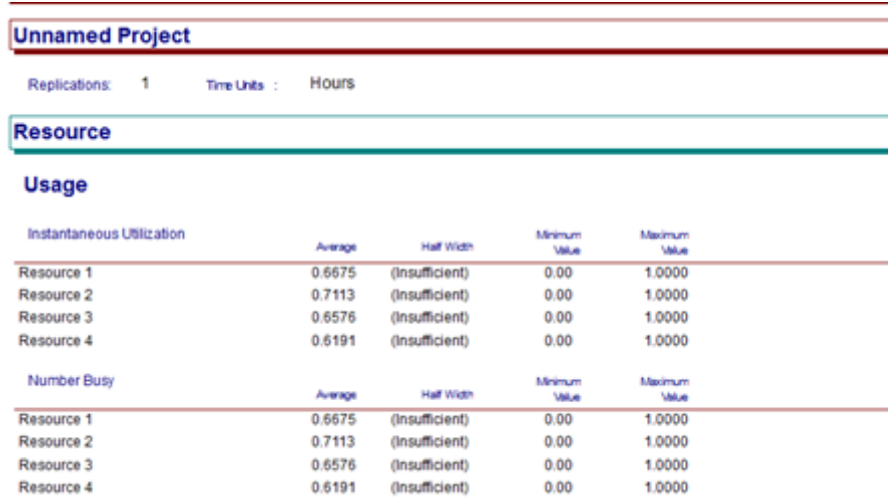 Unnamed Project
Replications: 1 Time Units : Hours
Resource
Usage
Instantaneous Utilization Average Half Width Minimum Value Maximum Value
Resource 1 0.6675 (Insufficient) 0.00 1.0000
Resource 2 0.7113 (Insufficient) 0.00 1.0000
Resource 3 0.6576 (Insufficient) 0.00 1.0000
Resource 4 0.6191 (Insufficient) 0.00 1.0000
Number Busy Average Half Width Minimum Value Maximum Value
Resource 1 0.6675 (Insufficient) 0.00 1.0000
Resource 2 0.7113 (Insufficient) 0.00 1.0000
Resource 3 0.6576 (Insufficient) 0.00 1.0000
Resource 4 0.6191 (Insufficient) 0.00 1.0000